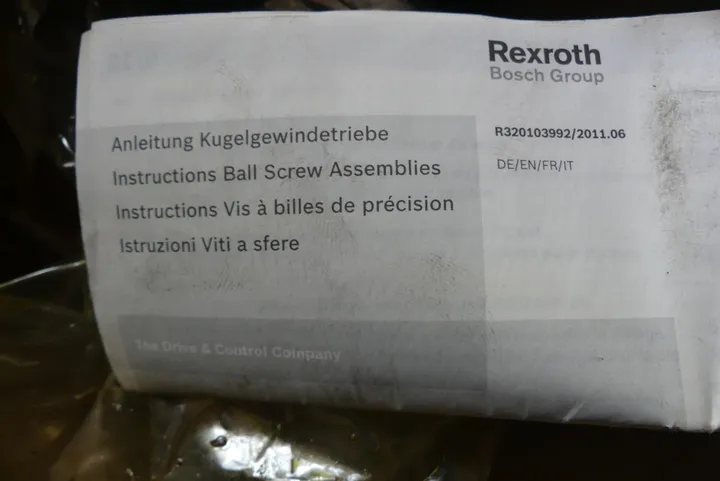 Rexroth
Bosch Group
R320103992/2011.06
DE/EN/FR/IT
Anleitung Kugelgewindetriebe
Instructions Ball Screw Assemblies
Instructions Vis à billes de précision
Istruzioni Viti a sfere
The Drive & Control Company